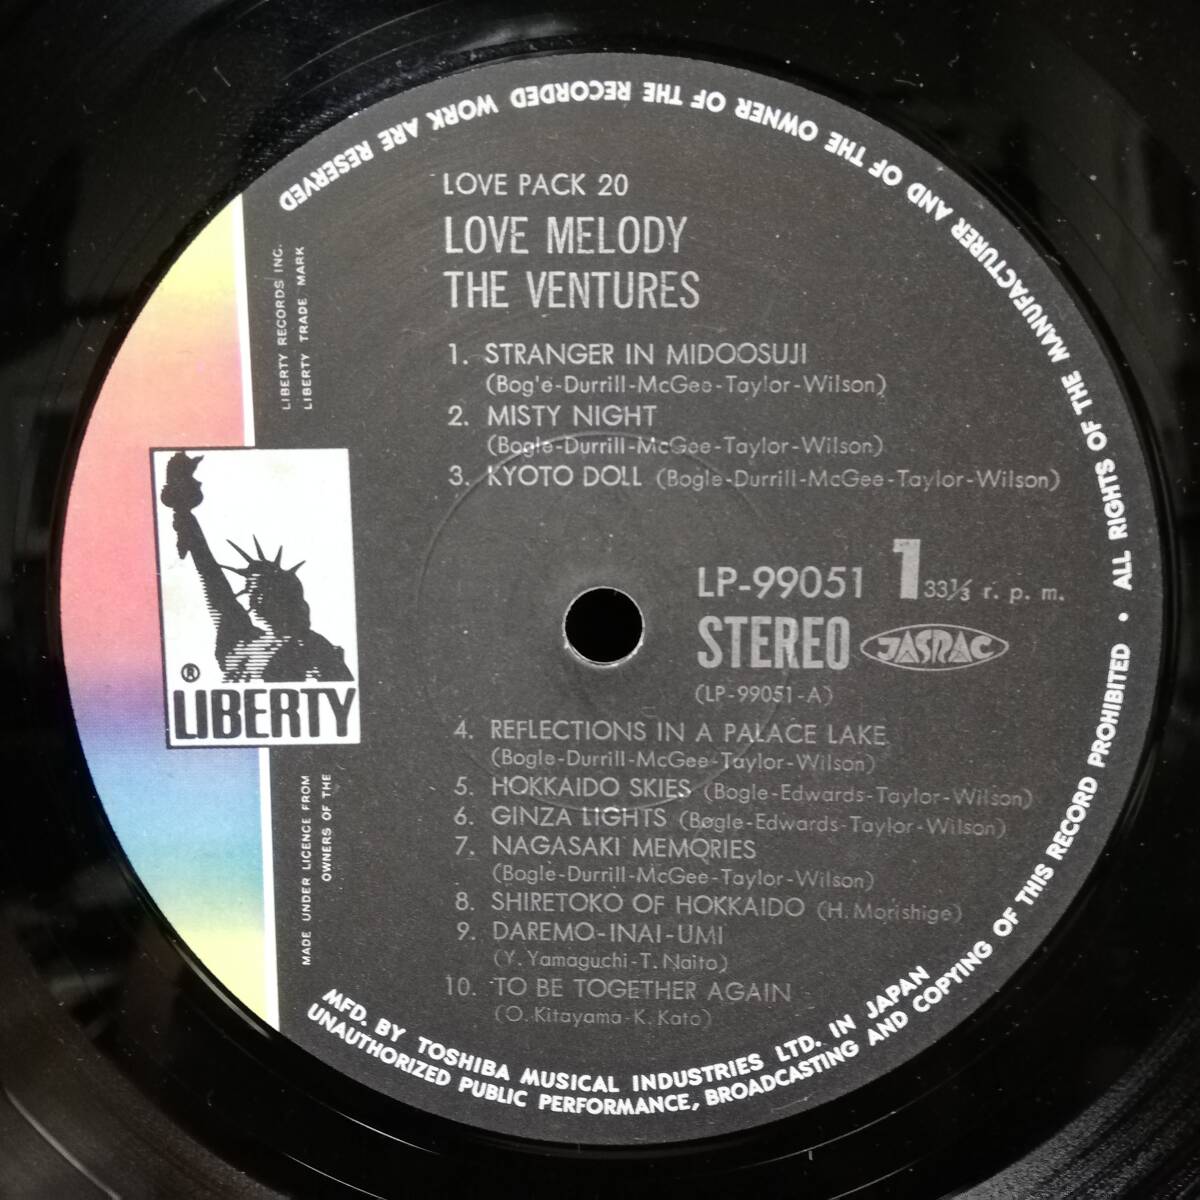 LOVE PACK 20
LOVE MELODY
THE VENTURES
1. STRANGER IN MIDOOSUJI
(Bog'e-Durrill-McGee-Taylor-Wilson)
2. MISTY NIGHT
(Bogle-Durrill-McGee-Taylor-Wilson)
3. KYOTO DOLL (Bogle-Durrill-McGee-Taylor-Wilson)
LP-99051 1 33⅓ r. p. m.
STEREO JASRAC
(LP-99051-A)
4. REFLECTIONS IN A PALACE LAKE
(Bogle-Durrill-McGee-Taylor-Wilson)
5. HOKKAIDO SKIES (Bogle-Edwards-Taylor-Wilson)
6. GINZA LIGHTS (Bogle-Edwards-Taylor-Wilson)
7. NAGASAKI MEMORIES
(Bogle-Durrill-McGee-Taylor-Wilson)
8. SHIRETOKO OF HOKKAIDO (H. Morishige)
9. DAREMO-INAI-UMI
(Y. Yamaguchi-T. Naito)
10. TO BE TOGETHER AGAIN
(O. Kitayama-K. Kato)
® LIBERTY
LIBERTY RECORDS INC.
LIBERTY TRADE MARK
MADE UNDER LICENCE FROM
OWNERS OF THE
MFD. BY TOSHIBA MUSICAL INDUSTRIES LTD. IN JAPAN
UNAUTHORIZED PUBLIC PERFORMANCE, BROADCASTING AND COPYING OF THIS RECORD PROHIBITED • ALL RIGHTS OF THE MANUFACTURER AND OF THE OWNER OF THE RECORDED WORK ARE RESERVED